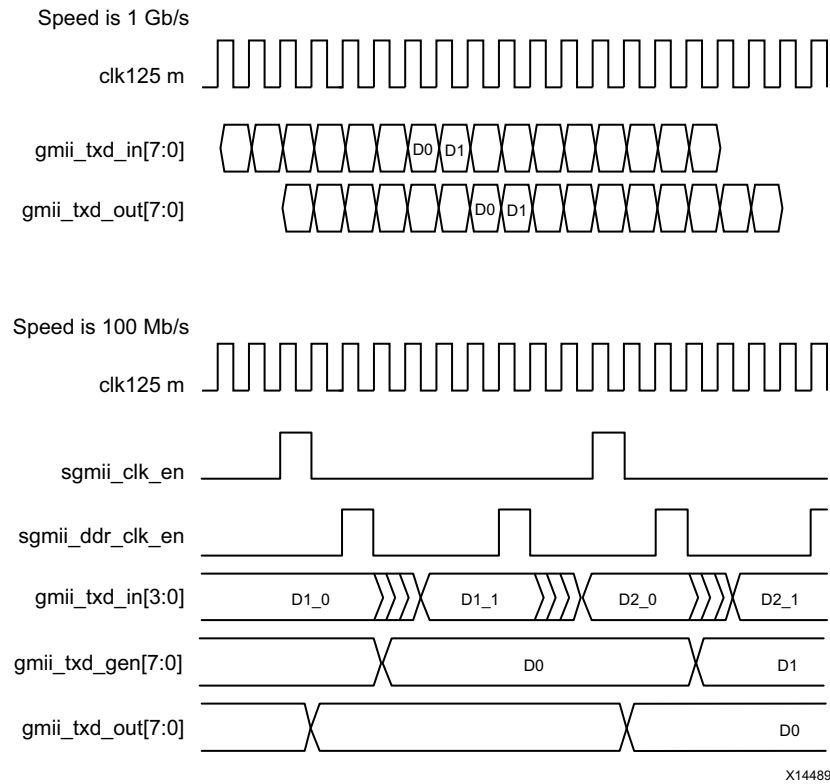 Speed is 1 Gb/s
clk125 m
gmii_txd_in[7:0] D0 D1
gmii_txd_out[7:0] D0 D1
Speed is 100 Mb/s
clk125 m
sgmii_clk_en
sgmii_ddr_clk_en
gmii_txd_in[3:0] D1_0 D1_1 D2_0 D2_1
gmii_txd_gen[7:0] D0 D1
gmii_txd_out[7:0] D0
X14489